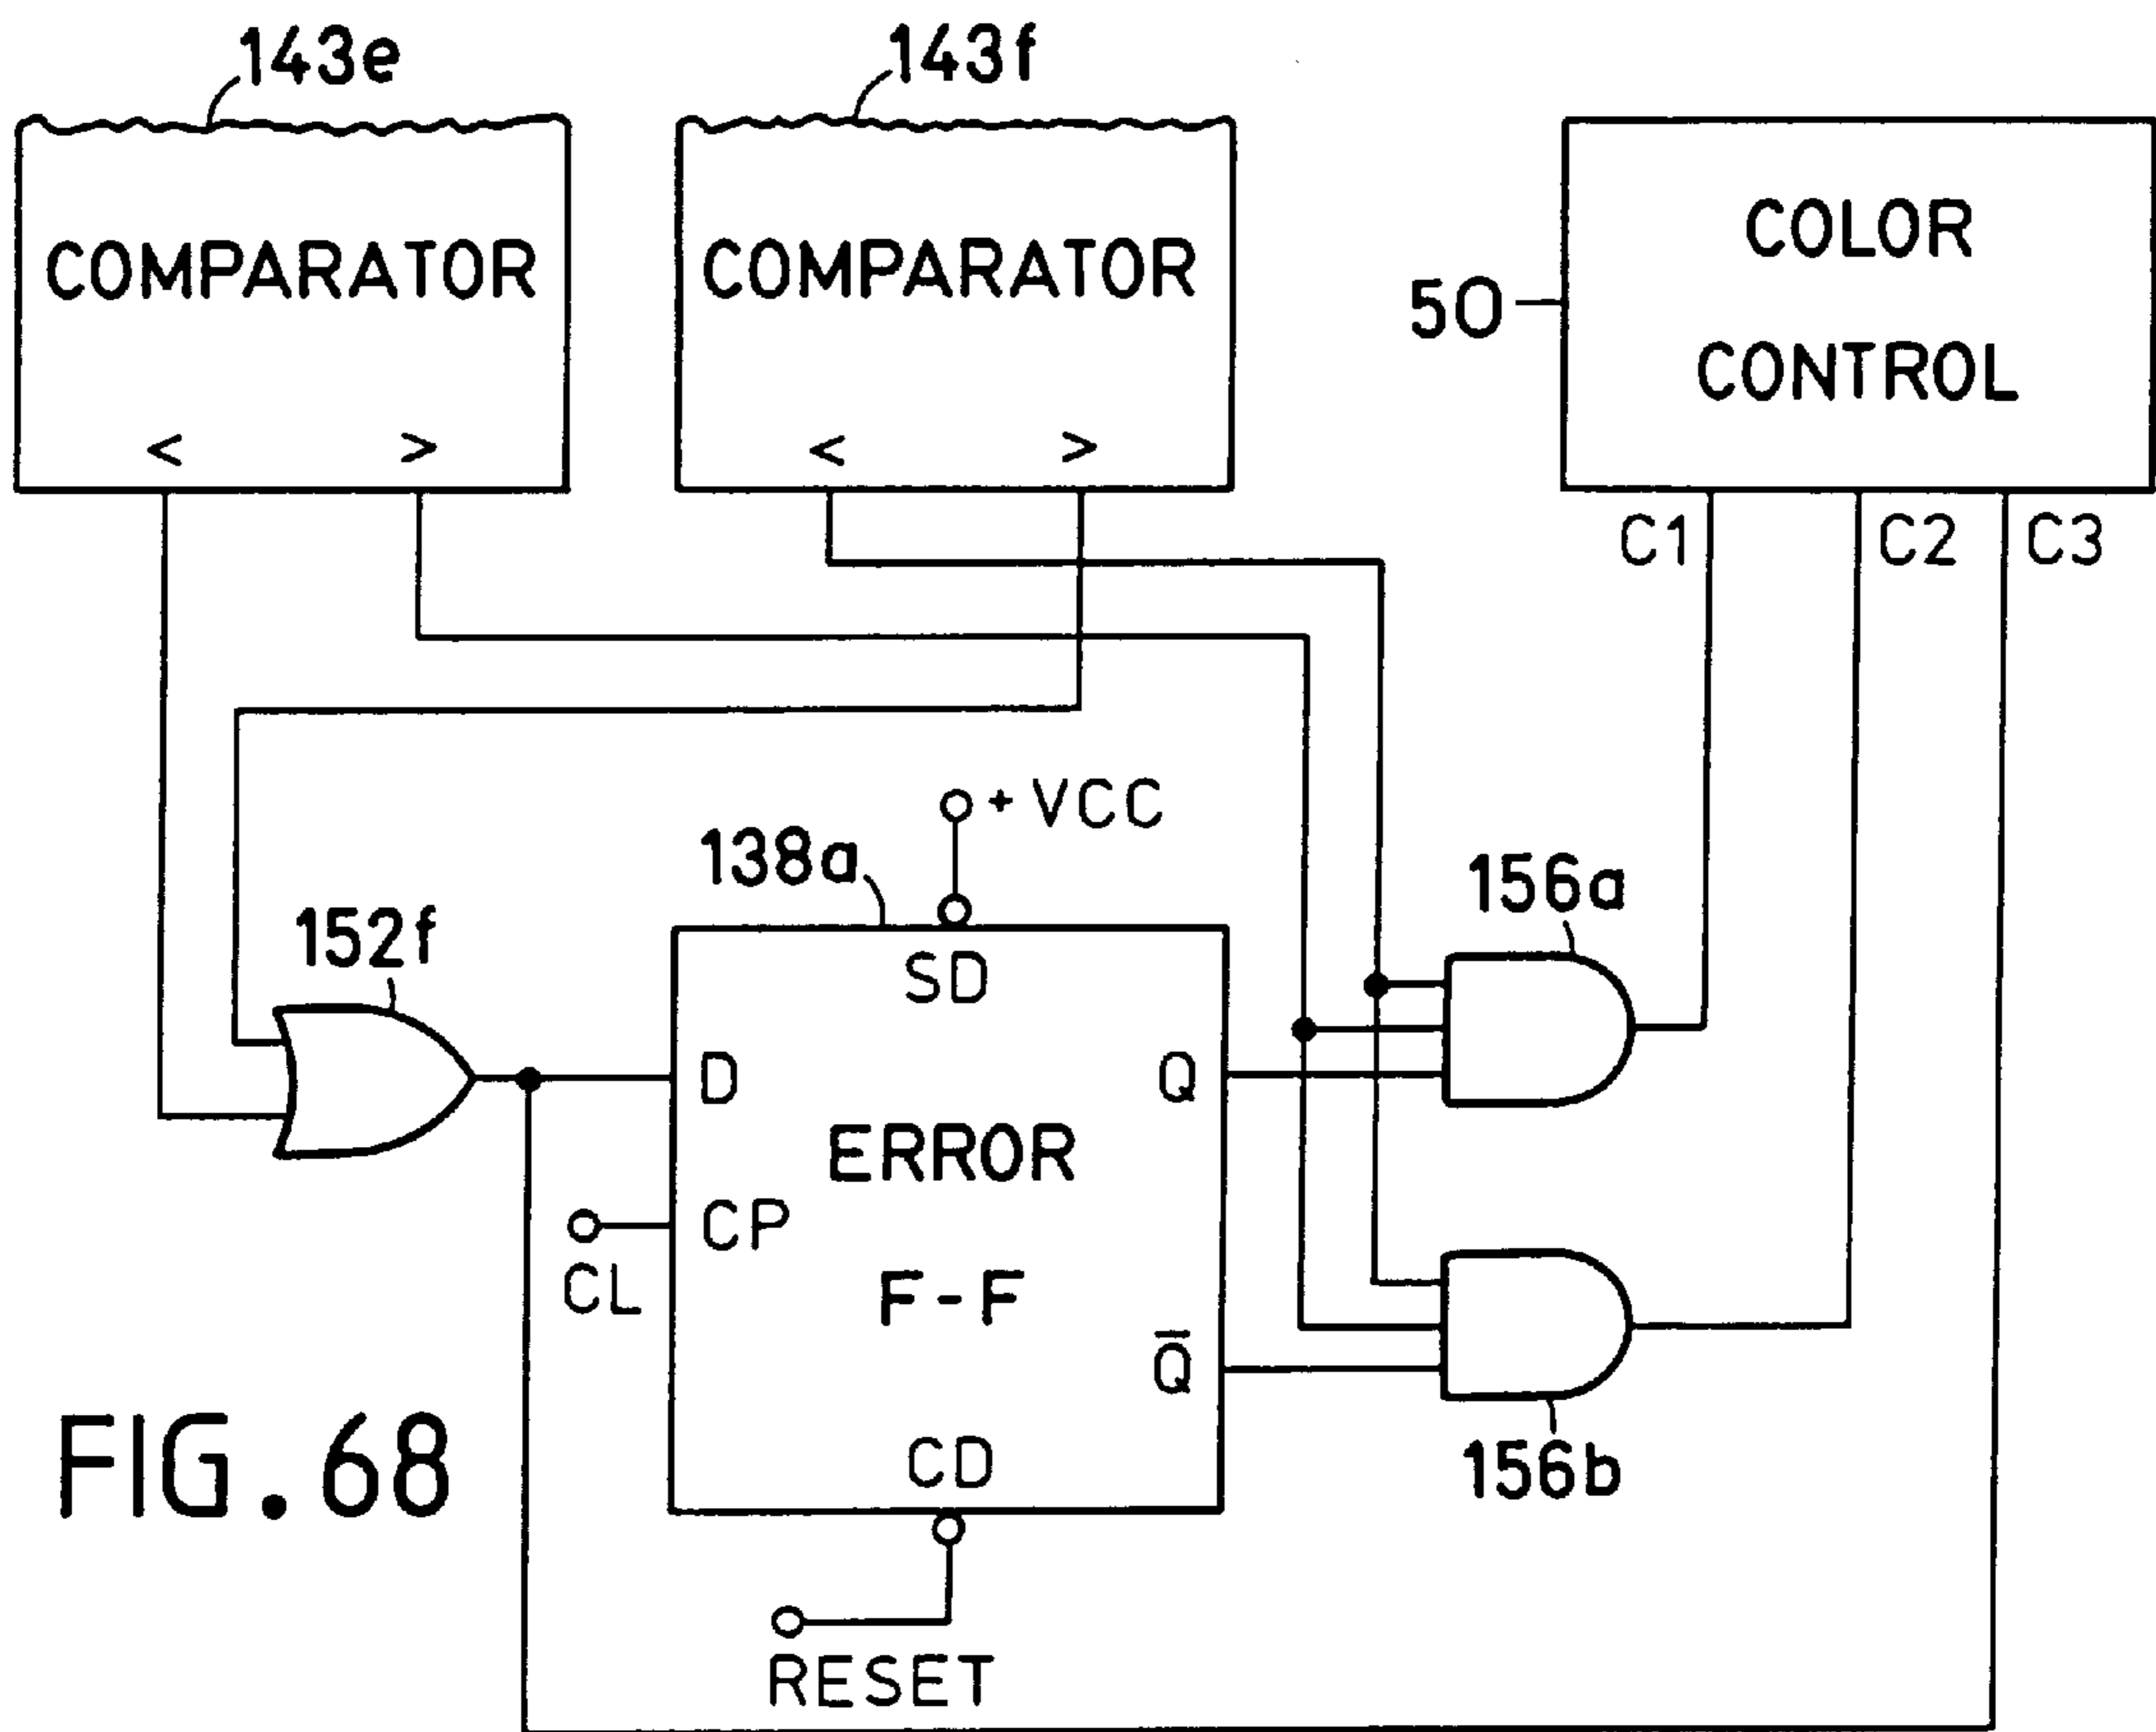 143e
143f
COMPARATOR
< >
COMPARATOR
< >
COLOR
CONTROL
50
C1
C2
C3
+ VCC
138a
152f
156a
SD
D
Q
ERROR
CP
CL
F-F
Q̅
CD
156b
RESET
FIG. 68